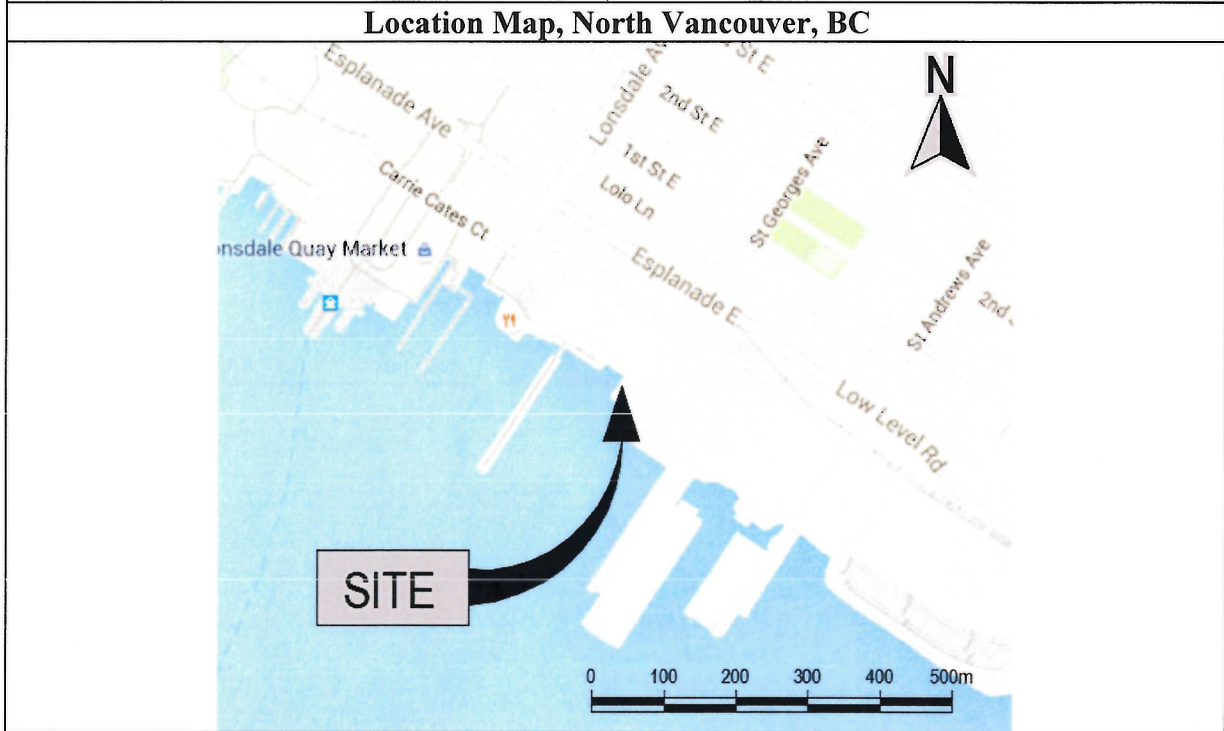 Location Map, North Vancouver, BC
N
Esplanade Ave
Lonsdale Av
St E
2nd St E
1st St E
Lolo Ln
St Georges Ave
Carrie Cates Ct
onsdale Quay Market
Esplanade E
St Andrews Ave
2nd
Low Level Rd
SITE
0 100 200 300 400 500m